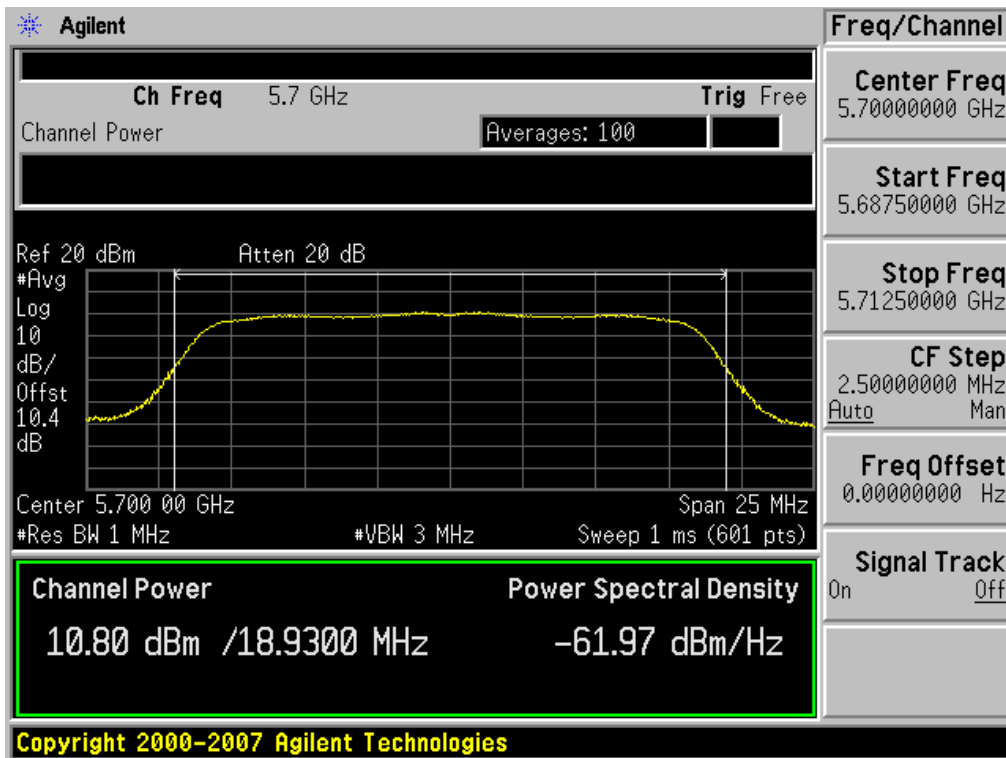 Agilent
Ch Freq 5.7 GHz Trig Free
Channel Power Averages: 100
Ref 20 dBm Atten 20 dB
#Avg
Log
10
dB/
Offst
10.4
dB
Center 5.700 00 GHz Span 25 MHz
#Res BW 1 MHz #VBW 3 MHz Sweep 1 ms (601 pts)
Channel Power Power Spectral Density
10.80 dBm /18.9300 MHz -61.97 dBm/Hz
Copyright 2000-2007 Agilent Technologies
Freq/Channel
Center Freq
5.70000000 GHz
Start Freq
5.68750000 GHz
Stop Freq
5.71250000 GHz
CF Step
2.50000000 MHz
Auto Man
Freq Offset
0.00000000 Hz
Signal Track
On Off